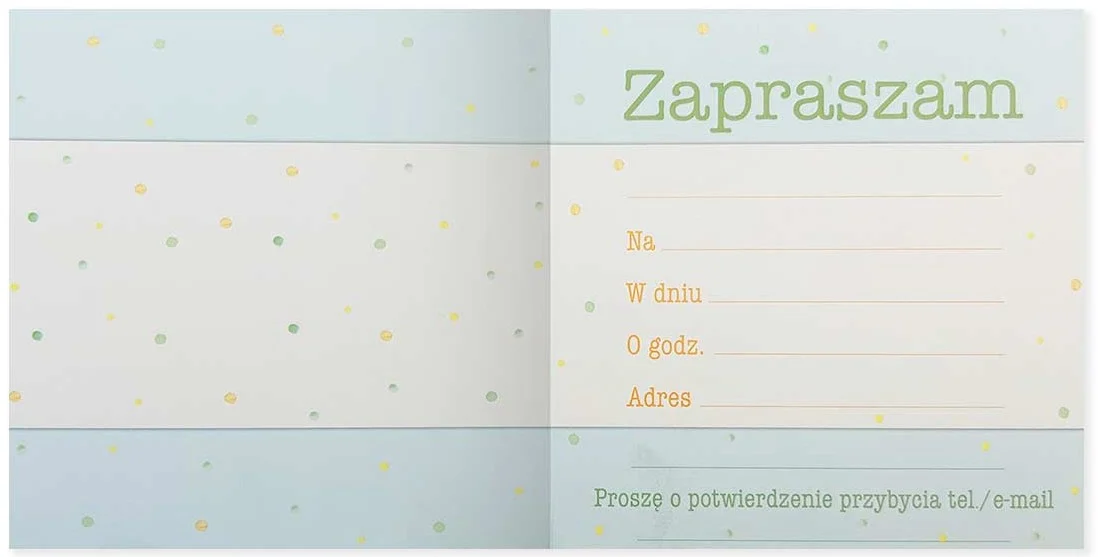 Zapraszam
Na
W dniu
O godz.
Adres
Proszę o potwierdzenie przybycia tel./e-mail